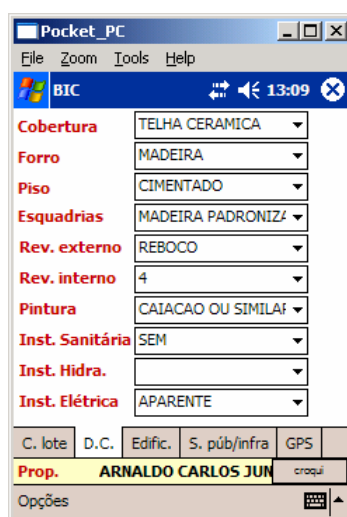 Pocket_PC
File Zoom Tools Help
BIC 13:09
Cobertura TELHA CERAMICA
Forro MADEIRA
Piso CIMENTADO
Esquadrias MADEIRA PADRONIZA
Rev. externo REBOCO
Rev. interno 4
Pintura CAIACAO OU SIMILAR
Inst. Sanitária SEM
Inst. Hidra.
Inst. Elétrica APARENTE
C. lote D.C. Edific. S. púb/infra GPS
Prop. ARNALDO CARLOS JUN croqui
Opções